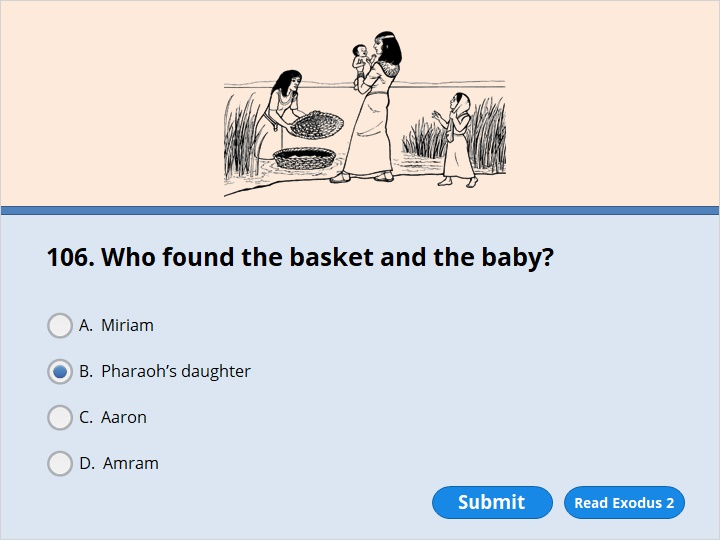 106. Who found the basket and the baby?
A. Miriam
B. Pharaoh’s daughter
C. Aaron
D. Amram
Submit
Read Exodus 2